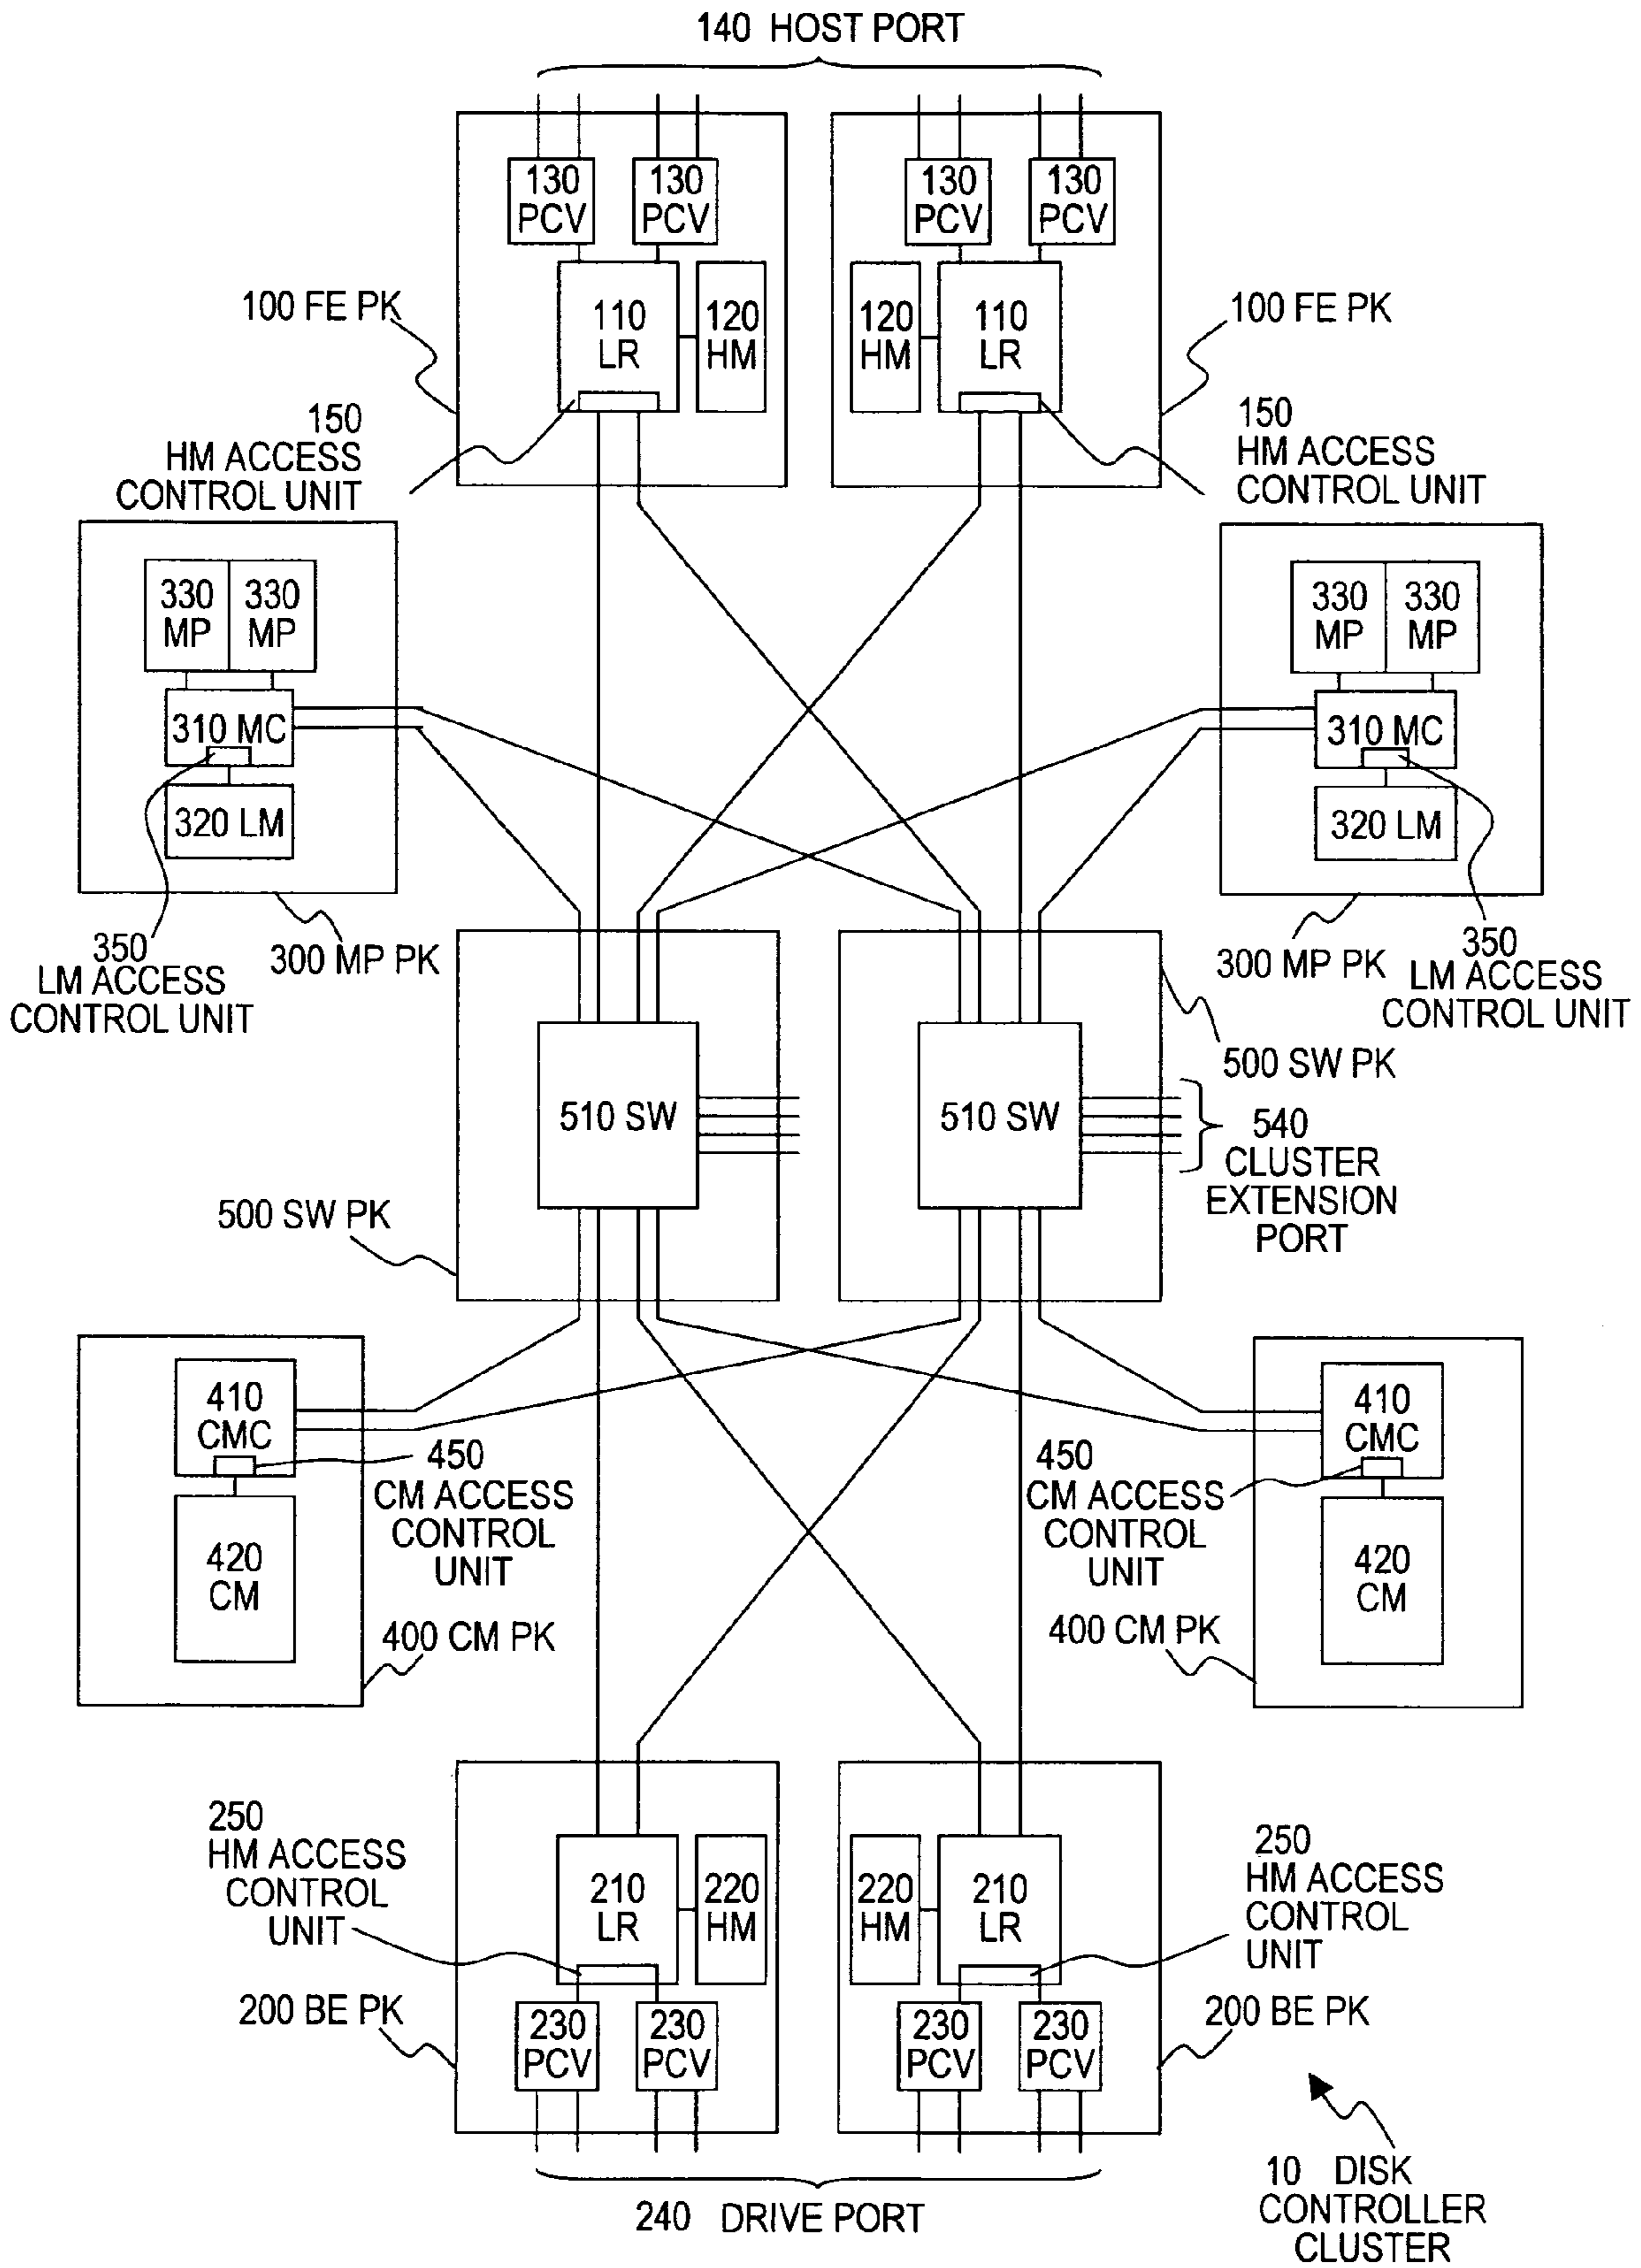 140 HOST PORT
130
PCV
130
PCV
130
PCV
130
PCV
110
LR
120
HM
120
HM
110
LR
100 FE PK
100 FE PK
150
HM ACCESS
CONTROL UNIT
150
HM ACCESS
CONTROL UNIT
330
MP
330
MP
310 MC
320 LM
330
MP
330
MP
310 MC
320 LM
350
LM ACCESS
CONTROL UNIT
300 MP PK
300 MP PK
350
LM ACCESS
CONTROL UNIT
500 SW PK
510 SW
510 SW
540
CLUSTER
EXTENSION
PORT
500 SW PK
410
CMC
450
CM ACCESS
CONTROL
UNIT
420
CM
400 CM PK
410
CMC
450
CM ACCESS
CONTROL
UNIT
420
CM
400 CM PK
250
HM ACCESS
CONTROL
UNIT
210
LR
220
HM
220
HM
210
LR
250
HM ACCESS
CONTROL
UNIT
200 BE PK
230
PCV
230
PCV
230
PCV
230
PCV
200 BE PK
240 DRIVE PORT
10 DISK
CONTROLLER
CLUSTER